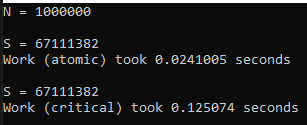 N = 1000000
S = 67111382
Work (atomic) took 0.0241005 seconds
S = 67111382
Work (critical) took 0.125074 seconds